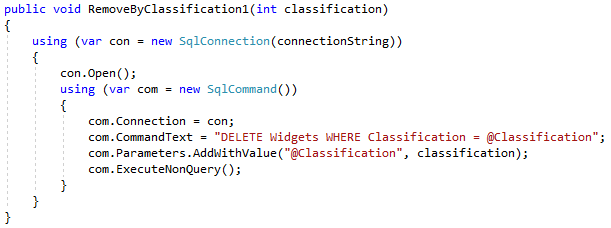 public void RemoveByClassification1(int classification)
{
    using (var con = new SqlConnection(connectionString))
    {
        con.Open();
        using (var com = new SqlCommand())
        {
            com.Connection = con;
            com.CommandText = "DELETE Widgets WHERE Classification = @Classification";
            com.Parameters.AddWithValue("@Classification", classification);
            com.ExecuteNonQuery();
        }
    }
}